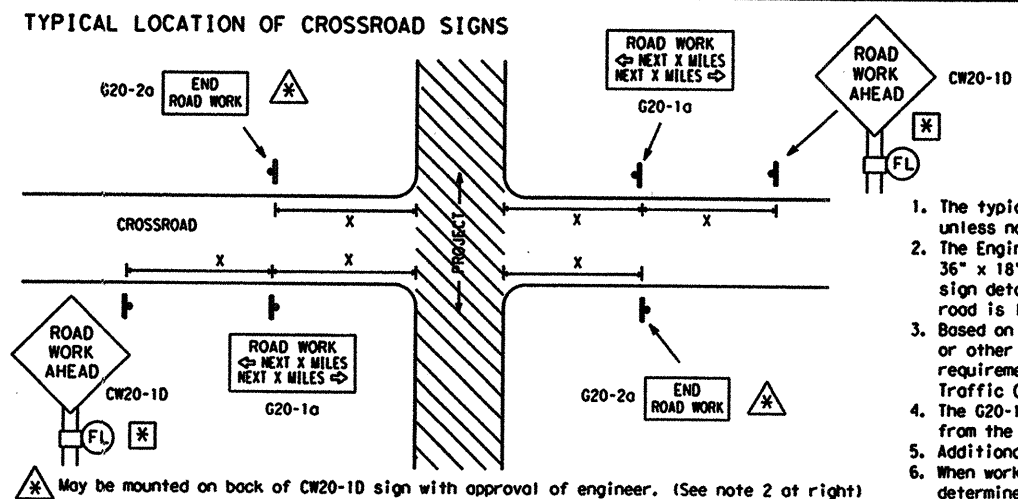 TYPICAL LOCATION OF CROSSROAD SIGNS
G20-2a
END
ROAD WORK
*
ROAD WORK
⇦ NEXT X MILES
NEXT X MILES ⇨
G20-1a
ROAD
WORK
AHEAD
CW20-1D
*
FL
CROSSROAD
X
X
X
PROJECT
X
X
X
ROAD
WORK
AHEAD
CW20-1D
FL
*
ROAD WORK
⇦ NEXT X MILES
NEXT X MILES ⇨
G20-1a
G20-2a
END
ROAD WORK
*
* May be mounted on back of CW20-1D sign with approval of engineer. (See note 2 at right)
1. The typic
unless no
2. The Engin
36" x 18"
sign deta
road is l
3. Based on
or other
requireme
Traffic C
4. The G20-1
from the
5. Additiona
6. When work
determine